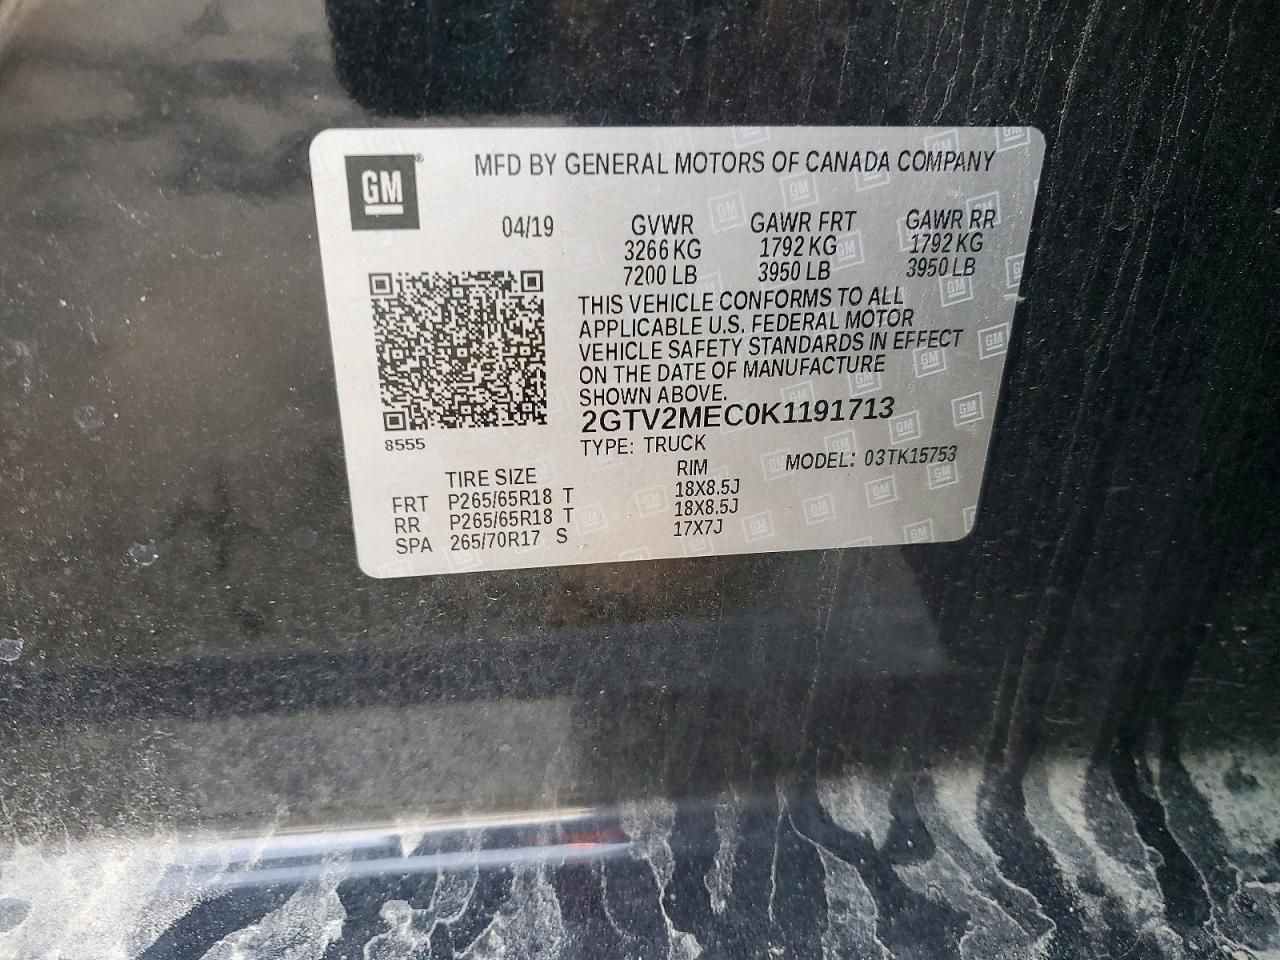 GM
MFD BY GENERAL MOTORS OF CANADA COMPANY
04/19 GVWR GAWR FRT GAWR RR
3266 KG 1792 KG 1792 KG
7200 LB 3950 LB 3950 LB
THIS VEHICLE CONFORMS TO ALL
APPLICABLE U.S. FEDERAL MOTOR
VEHICLE SAFETY STANDARDS IN EFFECT
ON THE DATE OF MANUFACTURE
SHOWN ABOVE.
2GTV2MEC0K1191713
8555 TYPE: TRUCK
MODEL: 03TK15753
TIRE SIZE RIM
FRT P265/65R18 T 18X8.5J
RR P265/65R18 T 18X8.5J
SPA 265/70R17 S 17X7J